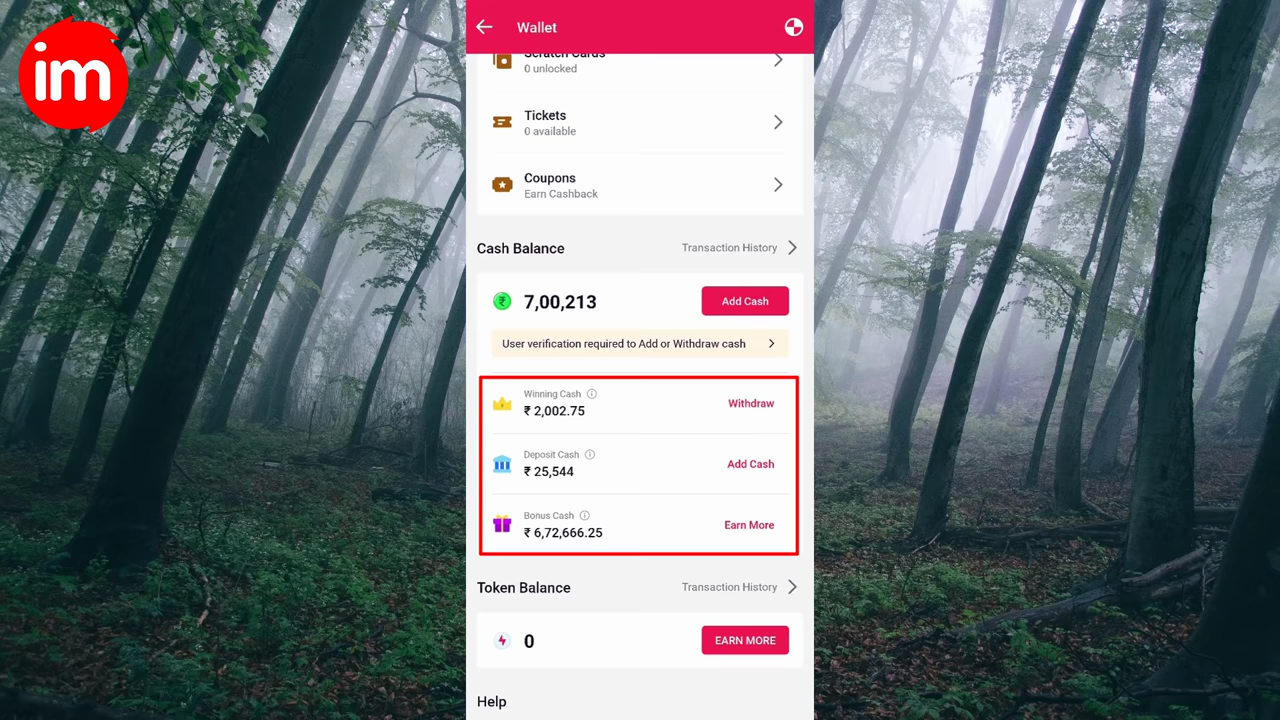 im
Wallet
Scratch Cards
0 unlocked
Tickets
0 available
Coupons
Earn Cashback
Cash Balance
Transaction History
₹ 7,00,213
Add Cash
User verification required to Add or Withdraw cash
Winning Cash
₹ 2,002.75
Withdraw
Deposit Cash
₹ 25,544
Add Cash
Bonus Cash
₹ 6,72,666.25
Earn More
Token Balance
Transaction History
0
EARN MORE
Help